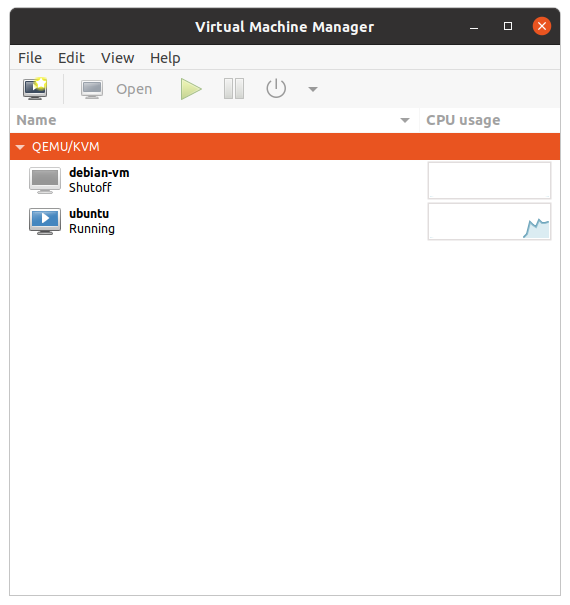 Virtual Machine Manager
File Edit View Help
Open
Name CPU usage
QEMU/KVM
debian-vm
Shutoff
ubuntu
Running